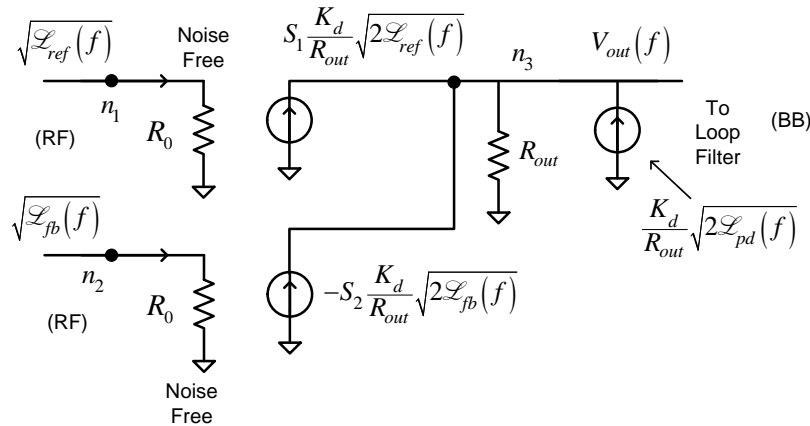 √ℒ_ref(f)
Noise
Free
n₁
R₀
(RF)
S₁ K_d/R_out √2ℒ_ref(f)
n₃
V_out(f)
R_out
To
Loop
Filter
(BB)
K_d/R_out √2ℒ_pd(f)
√ℒ_fb(f)
n₂
R₀
(RF)
Noise
Free
−S₂ K_d/R_out √2ℒ_fb(f)